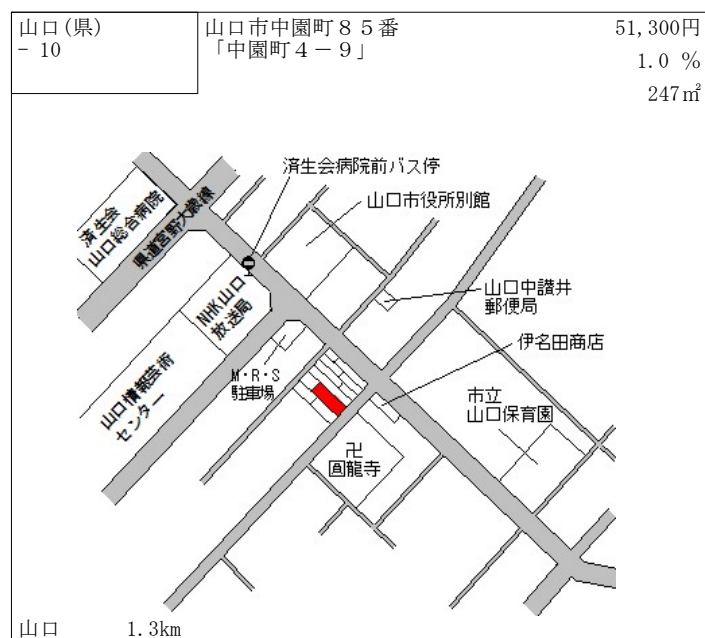 山口(県)
- 10
山口市中園町８５番
「中園町４－９」
51,300円
1.0 %
247㎡
済生会病院前バス停
山口市役所別館
済生会
山口総合病院
県道宮野大歳線
NHK山口
放送局
山口中讃井
郵便局
伊名田商店
M・R・S
駐車場
山口情報芸術
センター
市立
山口保育園
卍
圓龍寺
山口 1.3km